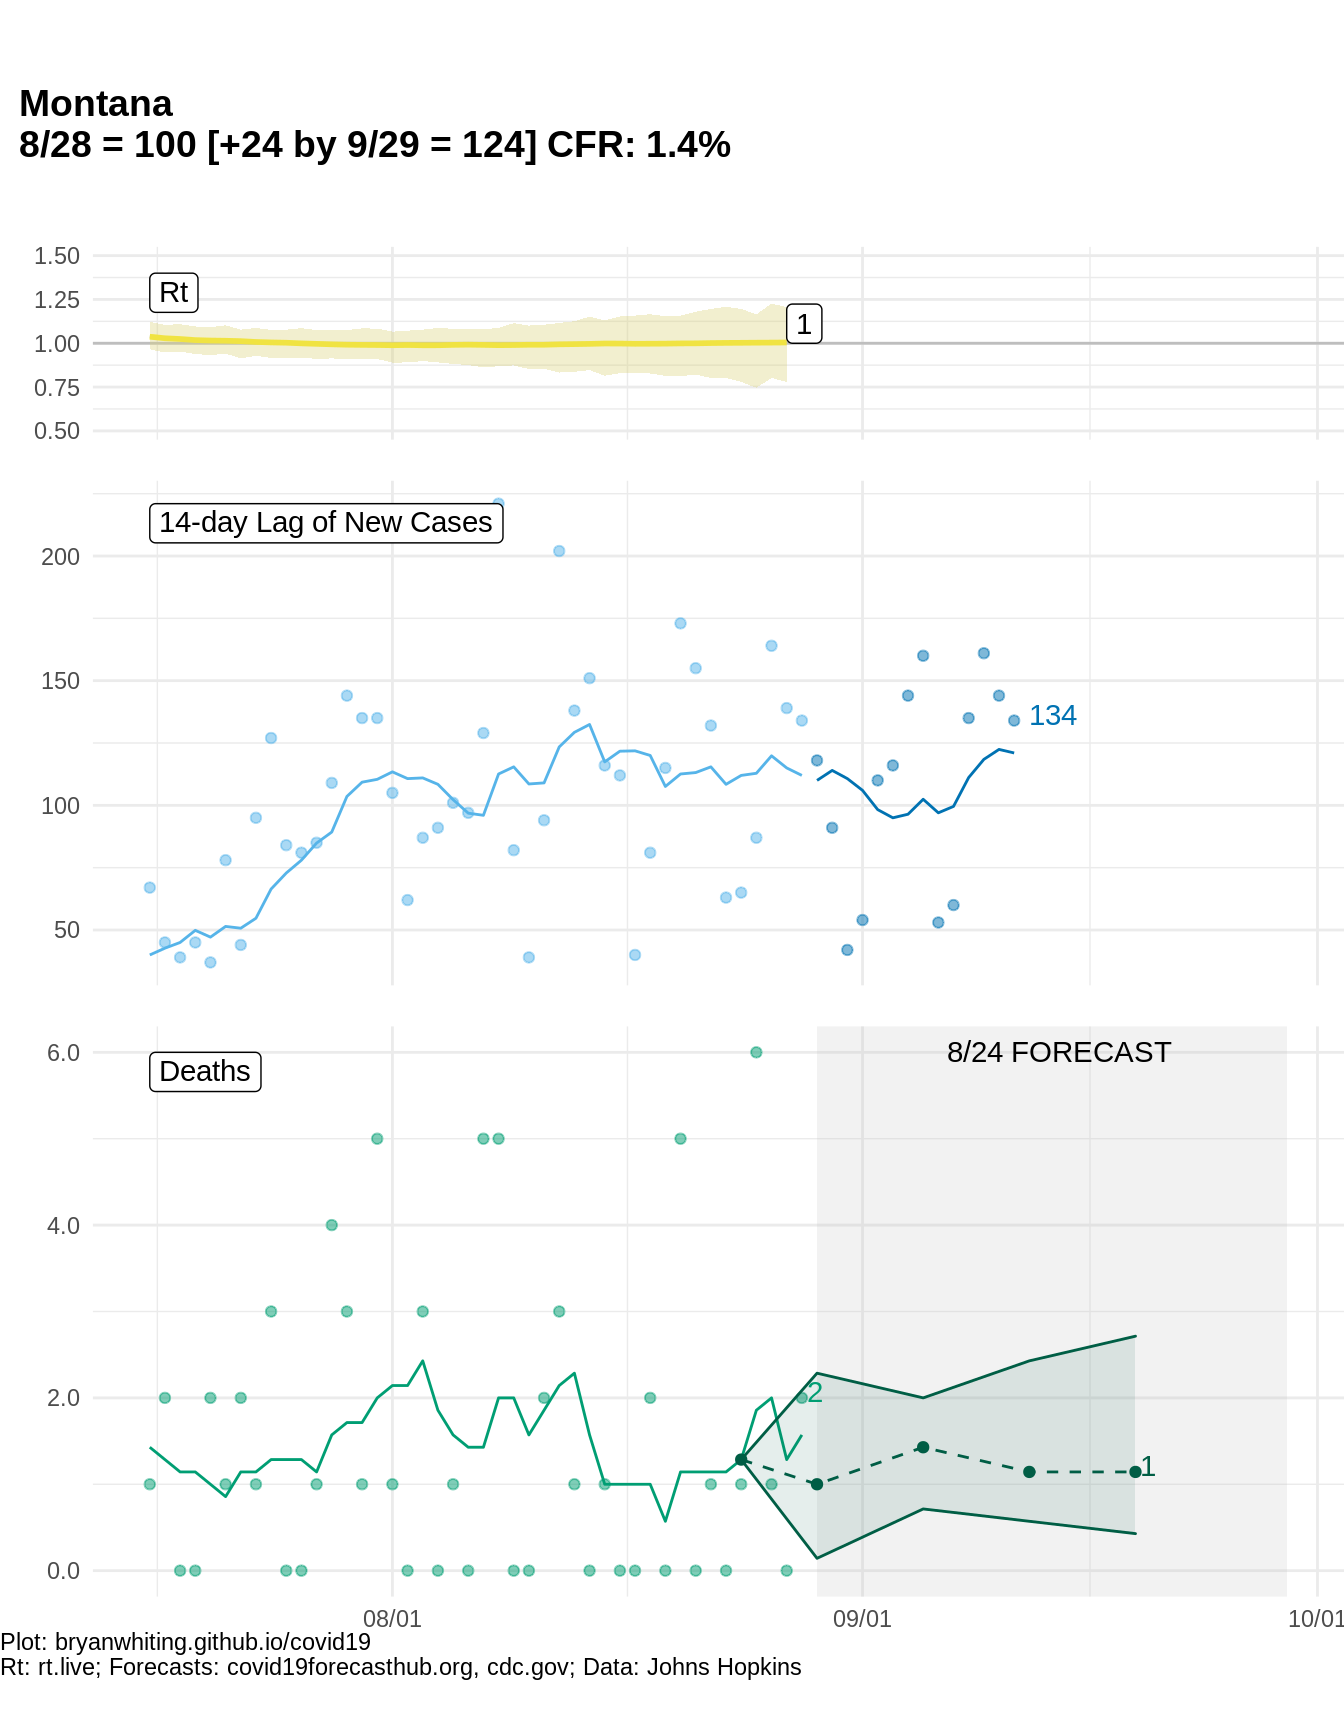 Montana
8/28 = 100 [+24 by 9/29 = 124] CFR: 1.4%
1.50
1.25
1.00
0.75
0.50
Rt
1
14-day Lag of New Cases
200
150
100
50
134
Deaths
8/24 FORECAST
6.0
4.0
2.0
0.0
2
1
08/01
09/01
10/01
Plot: bryanwhiting.github.io/covid19
Rt: rt.live; Forecasts: covid19forecasthub.org, cdc.gov; Data: Johns Hopkins